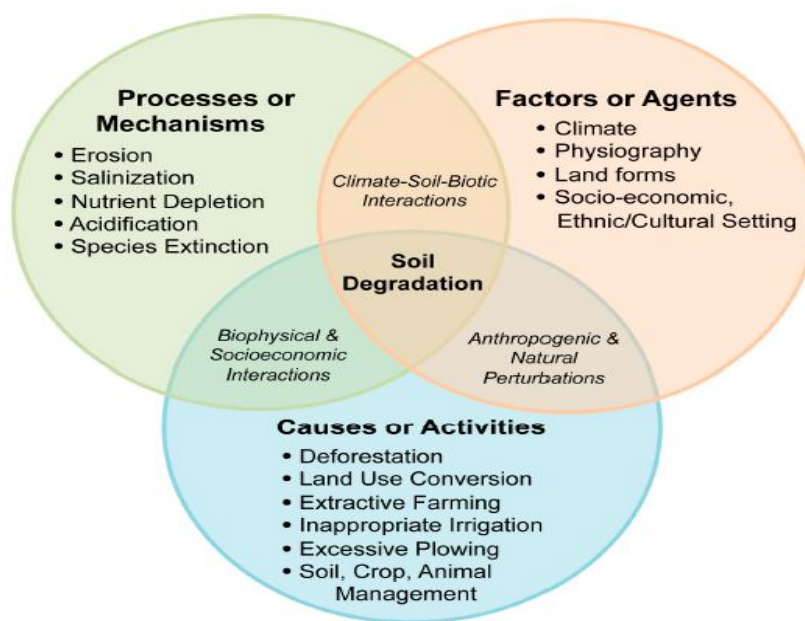 Processes or
Mechanisms
• Erosion
• Salinization
• Nutrient Depletion
• Acidification
• Species Extinction
Factors or Agents
• Climate
• Physiography
• Land forms
• Socio-economic,
Ethnic/Cultural Setting
Climate-Soil-Biotic
Interactions
Soil
Degradation
Biophysical &
Socioeconomic
Interactions
Anthropogenic &
Natural
Perturbations
Causes or Activities
• Deforestation
• Land Use Conversion
• Extractive Farming
• Inappropriate Irrigation
• Excessive Plowing
• Soil, Crop, Animal
Management